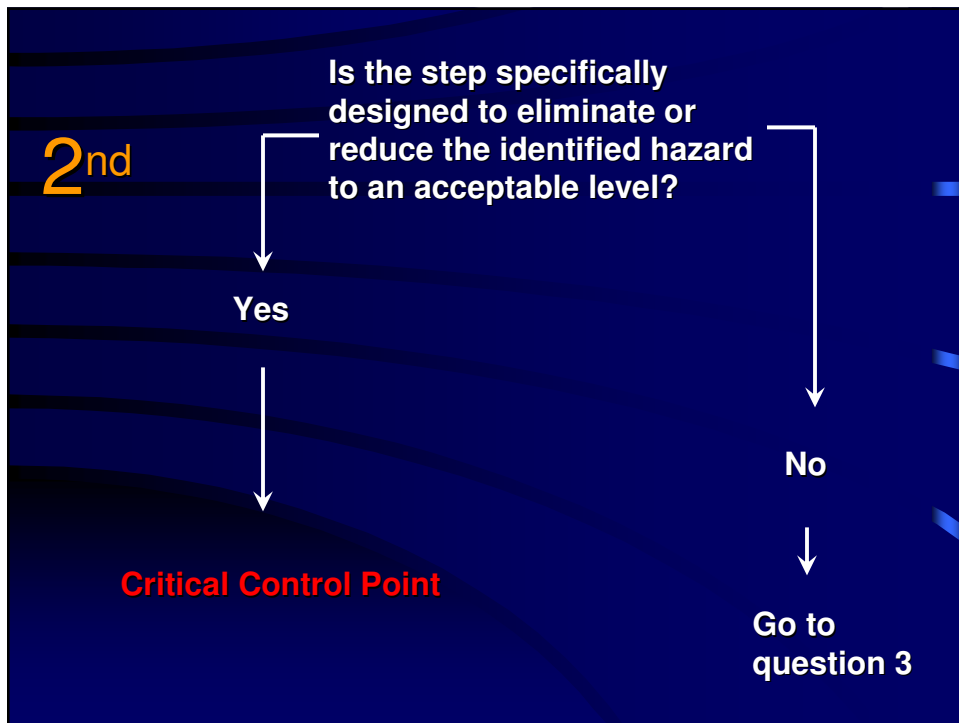 Is the step specifically
designed to eliminate or
reduce the identified hazard
to an acceptable level?
2nd
Yes
No
Critical Control Point
Go to
question 3